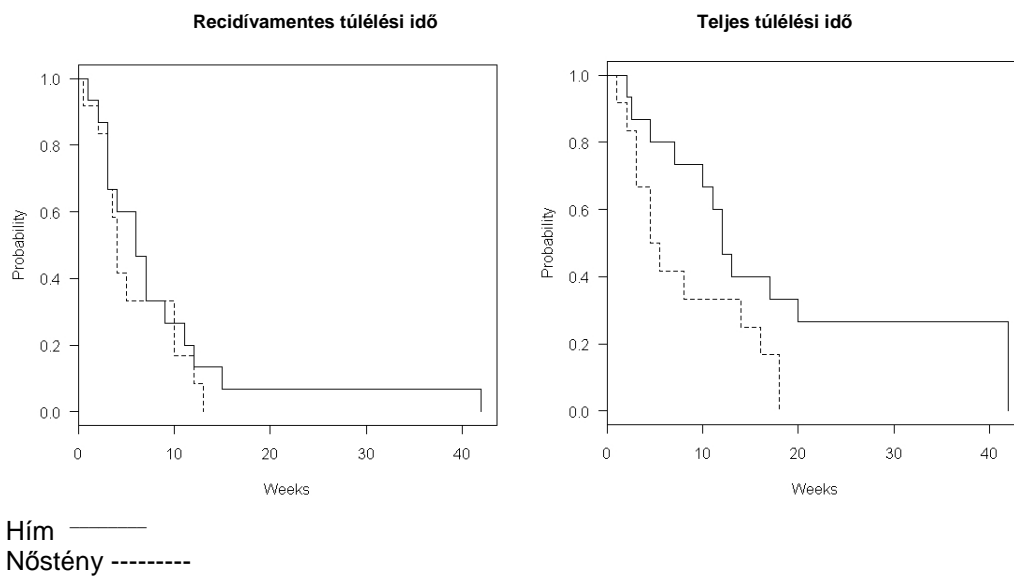 Recidívamentes túlélési idő
Teljes túlélési idő
1.0
0.8
0.6
0.4
0.2
0.0
Probability
0 10 20 30 40
Weeks
1.0
0.8
0.6
0.4
0.2
0.0
Probability
0 10 20 30 40
Weeks
Hím
Nőstény ---------